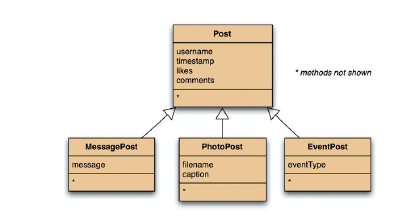 Post
username
timestamp
likes
comments
*
* methods not shown
MessagePost
message
*
PhotoPost
filename
caption
*
EventPost
eventType
*